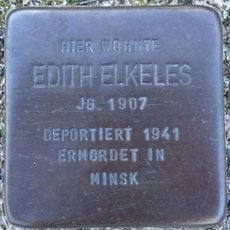 HIER WOHNTE
EDITH ELKELES
JG. 1907
DEPORTIERT 1941
ERMORDET IN
MINSK